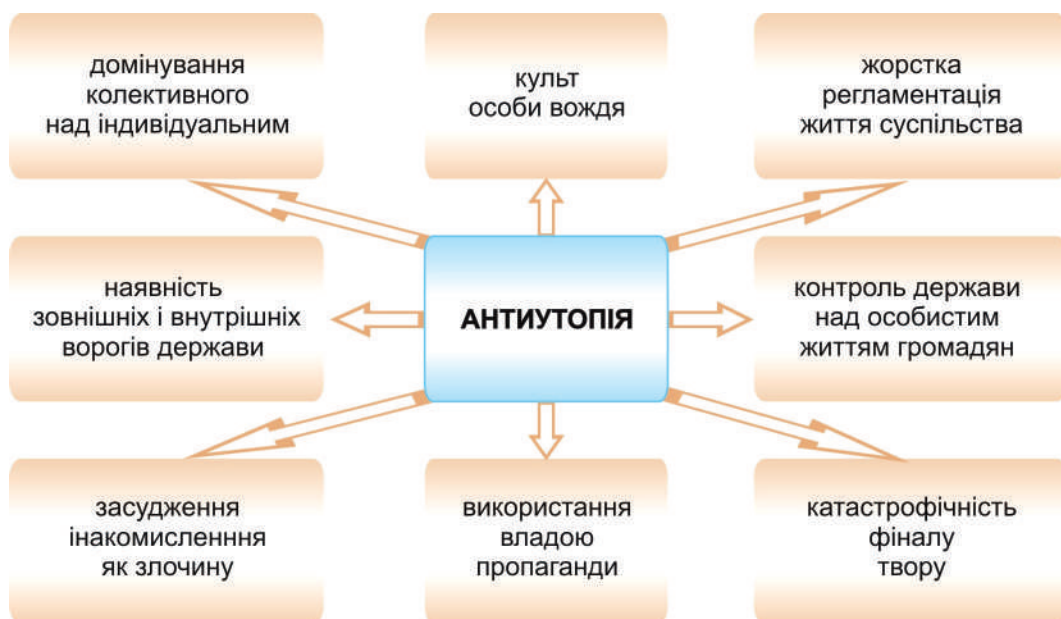 домінування
колективного
над індивідуальним
культ
особи вождя
жорстка
регламентація
життя суспільства
наявність
зовнішніх і внутрішніх
ворогів держави
АНТИУТОПІЯ
контроль держави
над особистим
життям громадян
засудження
інакомисленння
як злочину
використання
владою
пропаганди
катастрофічність
фіналу
твору